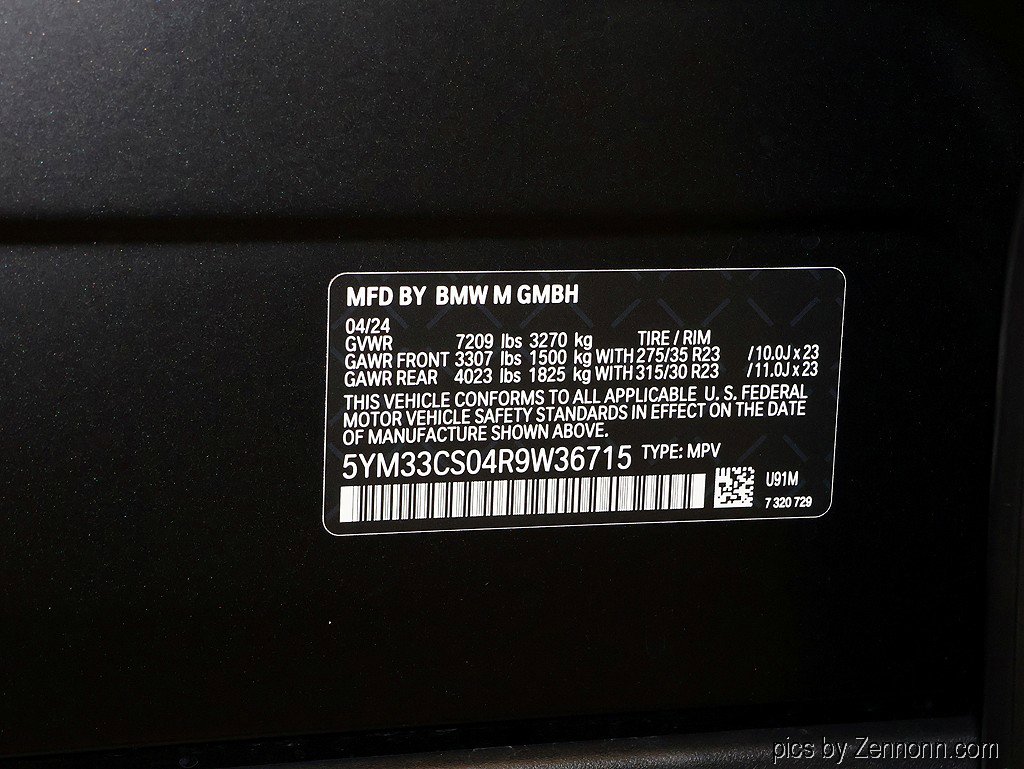 MFD BY BMW M GMBH
04/24
GVWR 7209 lbs 3270 kg TIRE / RIM
GAWR FRONT 3307 lbs 1500 kg WITH 275/35 R23 /10.0J x 23
GAWR REAR 4023 lbs 1825 kg WITH 315/30 R23 /11.0J x 23
THIS VEHICLE CONFORMS TO ALL APPLICABLE U. S. FEDERAL
MOTOR VEHICLE SAFETY STANDARDS IN EFFECT ON THE DATE
OF MANUFACTURE SHOWN ABOVE.
5YM33CS04R9W36715 TYPE: MPV
U91M
7 320 729
pics by Zennonn.com